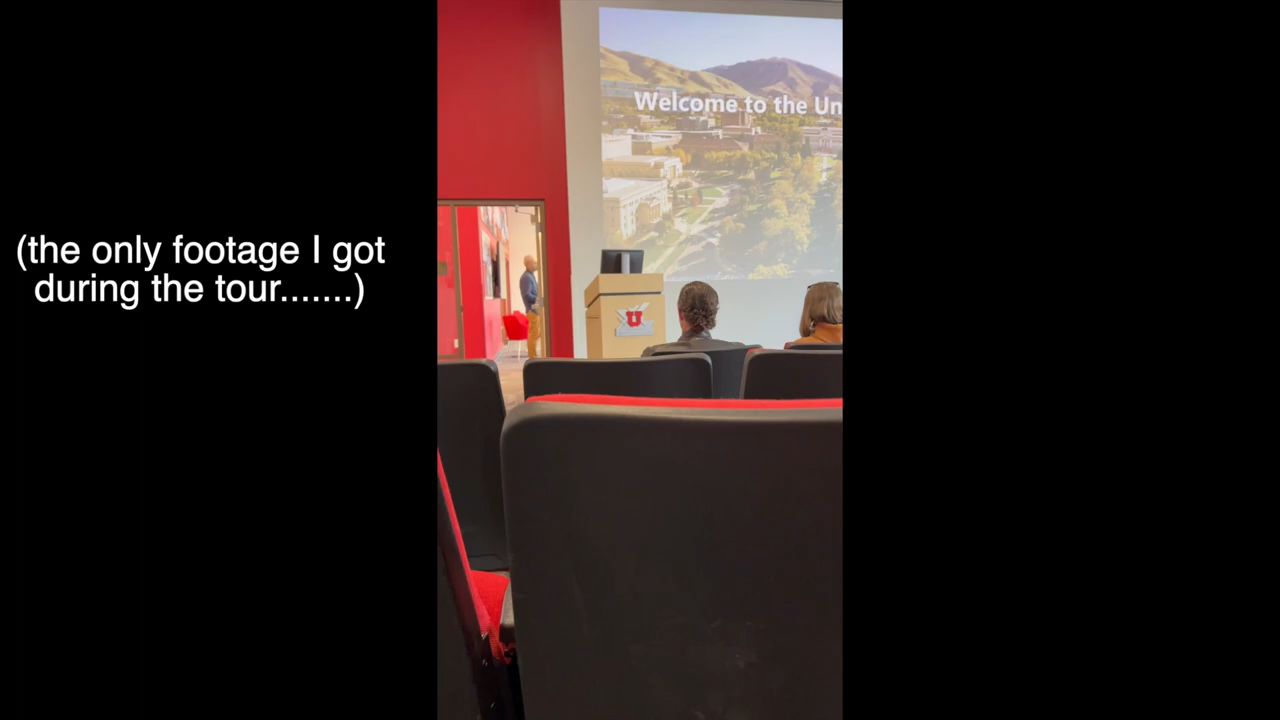 (the only footage I got
during the tour.......)
Welcome to the Un
U